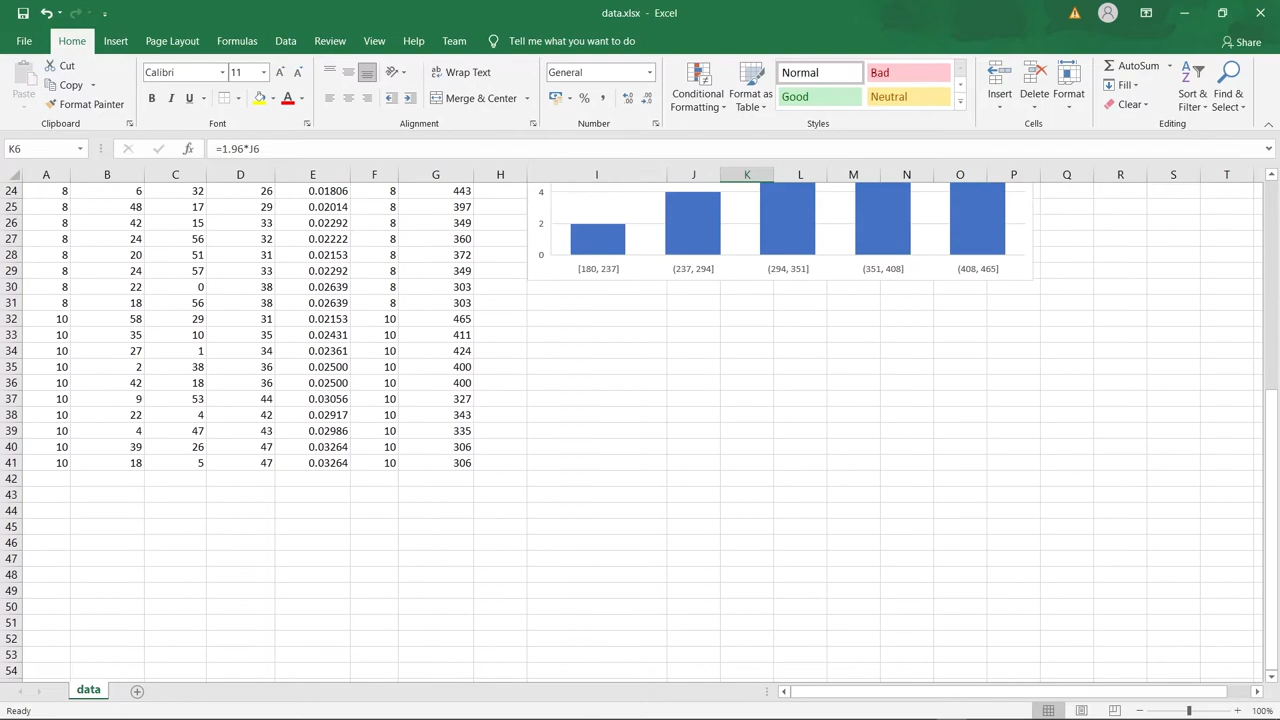 data.xlsx - Excel
File Home Insert Page Layout Formulas Data Review View Help Team Tell me what you want to do Share
Paste Cut Copy Format Painter Clipboard
Calibri 11 B I U A A A Font
Wrap Text Merge & Center Alignment
General % , Number
Conditional Formatting Format as Table Normal Bad Good Neutral Styles
Insert Delete Format Cells
AutoSum Fill Clear Sort & Filter Find & Select Editing
K6 fx =1.96*J6
A B C D E F G H I J K L M N O P Q R S T
24 8 6 32 26 0.01806 8 443
25 8 48 17 29 0.02014 8 397
26 8 42 15 33 0.02292 8 349
27 8 24 56 32 0.02222 8 360
28 8 20 51 31 0.02153 8 372
29 8 24 57 33 0.02292 8 349
30 8 22 0 38 0.02639 8 303
31 8 18 56 38 0.02639 8 303
32 10 58 29 31 0.02153 10 465
33 10 35 10 35 0.02431 10 411
34 10 27 1 34 0.02361 10 424
35 10 2 38 36 0.02500 10 400
36 10 42 18 36 0.02500 10 400
37 10 9 53 44 0.03056 10 327
38 10 22 4 42 0.02917 10 343
39 10 4 47 43 0.02986 10 335
40 10 39 26 47 0.03264 10 306
41 10 18 5 47 0.03264 10 306
42
43
44
45
46
47
48
49
50
51
52
53
54
4
2
0
[180, 237] (237, 294] (294, 351] (351, 408] (408, 465]
data
Ready 100%